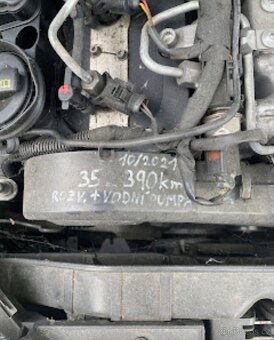 10/2021
35 390km
ROZV. + VODNÍ PUMPA